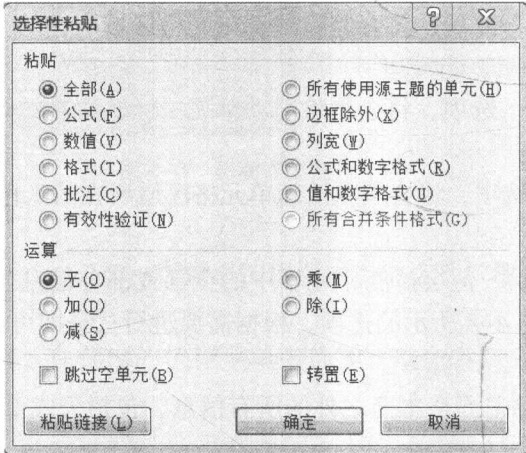 选择性粘贴
粘贴
全部(A) 所有使用源主题的单元(H)
公式(F) 边框除外(X)
数值(V) 列宽(W)
格式(T) 公式和数字格式(R)
批注(C) 值和数字格式(U)
有效性验证(N) 所有合并条件格式(G)
运算
无(O) 乘(M)
加(D) 除(I)
减(S)
跳过空单元(B) 转置(E)
粘贴链接(L) 确定 取消